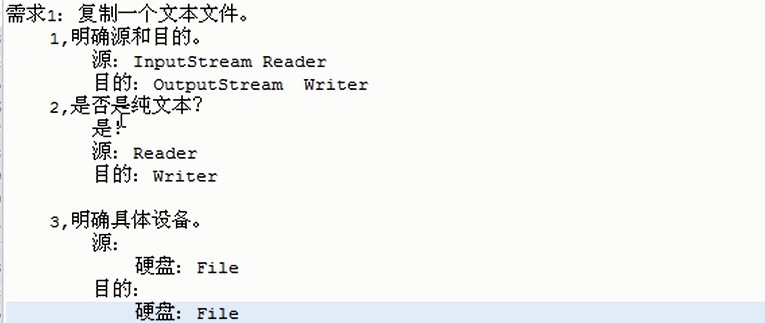 需求1: 复制一个文本文件。
1,明确源和目的。
源: InputStream Reader
目的: OutputStream Writer
2,是否是纯文本?
是!
源: Reader
目的: Writer
3,明确具体设备。
源:
硬盘: File
目的:
硬盘: File